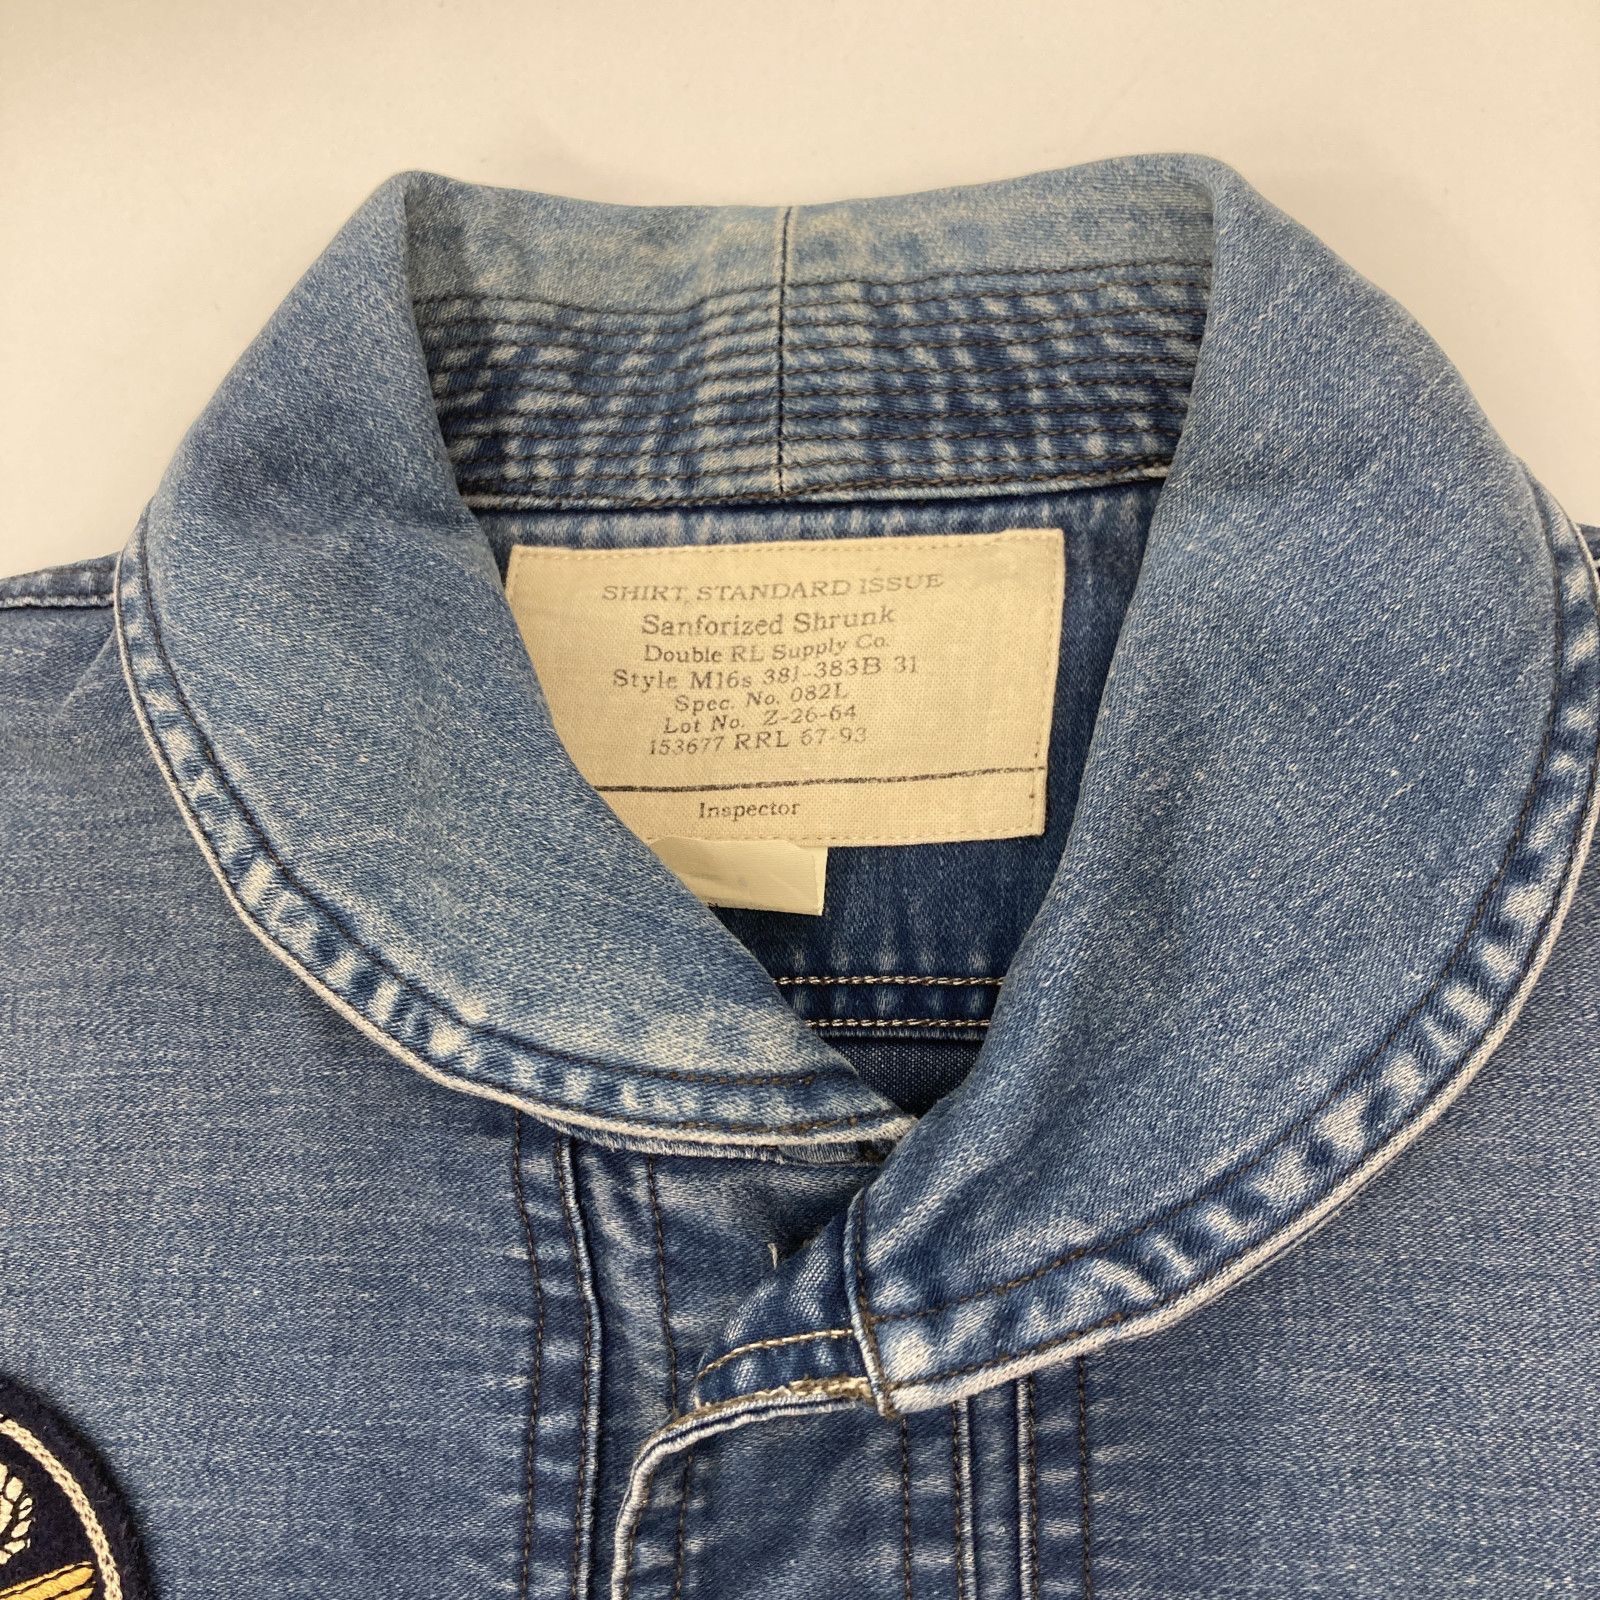 SHIRT, STANDARD ISSUE
Sanforized Shrunk
Double RL Supply Co.
Style M16s 381-383B 31
Spec. No. 082L
Lot No. Z-26-64
153677 RRL 67-93
Inspector